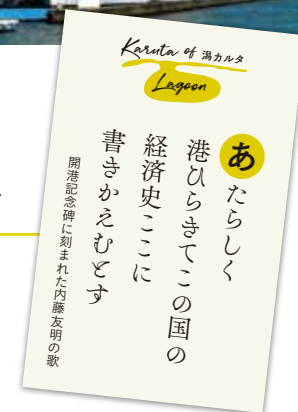 Karuta of 潟カルタ
Lagoon
あたらしく
港ひらきてこの国の
経済史ここに
書きかえむとす
開港記念碑に刻まれた内藤友明の歌